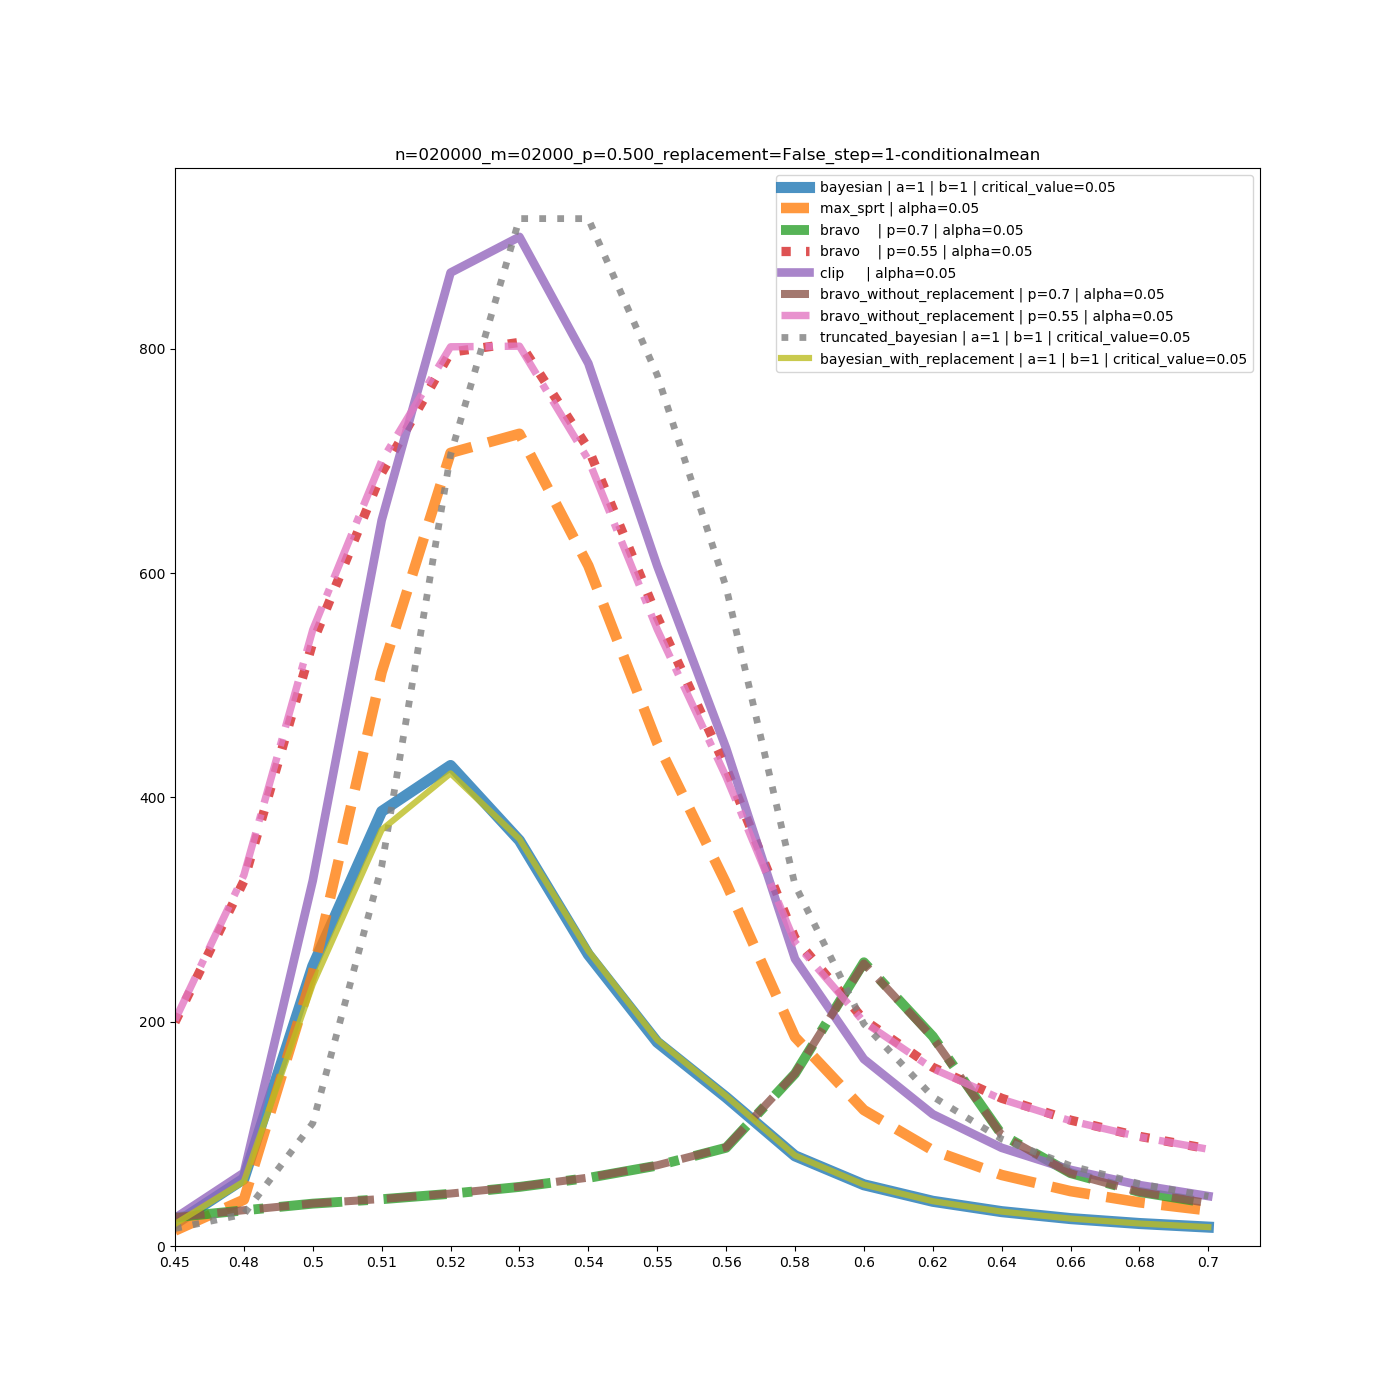 n=020000_m=02000_p=0.500_replacement=False_step=1-conditionalmean
bayesian | a=1 | b=1 | critical_value=0.05
max_sprt | alpha=0.05
bravo    | p=0.7 | alpha=0.05
bravo    | p=0.55 | alpha=0.05
clip     | alpha=0.05
bravo_without_replacement | p=0.7 | alpha=0.05
bravo_without_replacement | p=0.55 | alpha=0.05
truncated_bayesian | a=1 | b=1 | critical_value=0.05
bayesian_with_replacement | a=1 | b=1 | critical_value=0.05
800
600
400
200
0
0.45 0.48 0.5 0.51 0.52 0.53 0.54 0.55 0.56 0.58 0.6 0.62 0.64 0.66 0.68 0.7